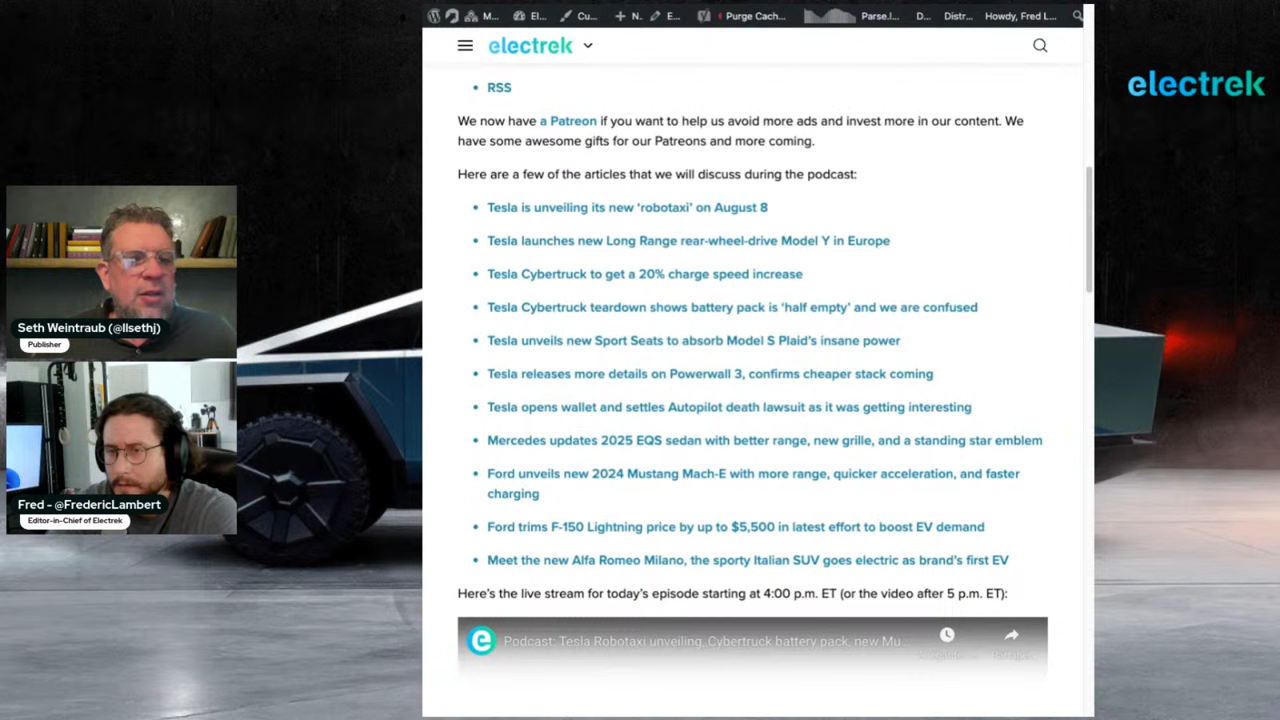 M...
El...
Cu...
N.
E...
Purge Cach...
Parse.l...
D...
Distr...
Howdy, Fred L...
electrek
electrek
• RSS
We now have a Patreon if you want to help us avoid more ads and invest more in our content. We
have some awesome gifts for our Patreons and more coming.
Here are a few of the articles that we will discuss during the podcast:
• Tesla is unveiling its new ‘robotaxi’ on August 8
• Tesla launches new Long Range rear-wheel-drive Model Y in Europe
• Tesla Cybertruck to get a 20% charge speed increase
• Tesla Cybertruck teardown shows battery pack is ‘half empty’ and we are confused
• Tesla unveils new Sport Seats to absorb Model S Plaid’s insane power
• Tesla releases more details on Powerwall 3, confirms cheaper stack coming
• Tesla opens wallet and settles Autopilot death lawsuit as it was getting interesting
• Mercedes updates 2025 EQS sedan with better range, new grille, and a standing star emblem
• Ford unveils new 2024 Mustang Mach-E with more range, quicker acceleration, and faster
charging
• Ford trims F-150 Lightning price by up to $5,500 in latest effort to boost EV demand
• Meet the new Alfa Romeo Milano, the sporty Italian SUV goes electric as brand’s first EV
Here’s the live stream for today’s episode starting at 4:00 p.m. ET (or the video after 5 p.m. ET):
e
Podcast: Tesla Robotaxi unveiling, Cybertruck battery pack, new Mu...
Seth Weintraub (@llsethj)
Publisher
Fred - @FredericLambert
Editor-in-Chief of Electrek